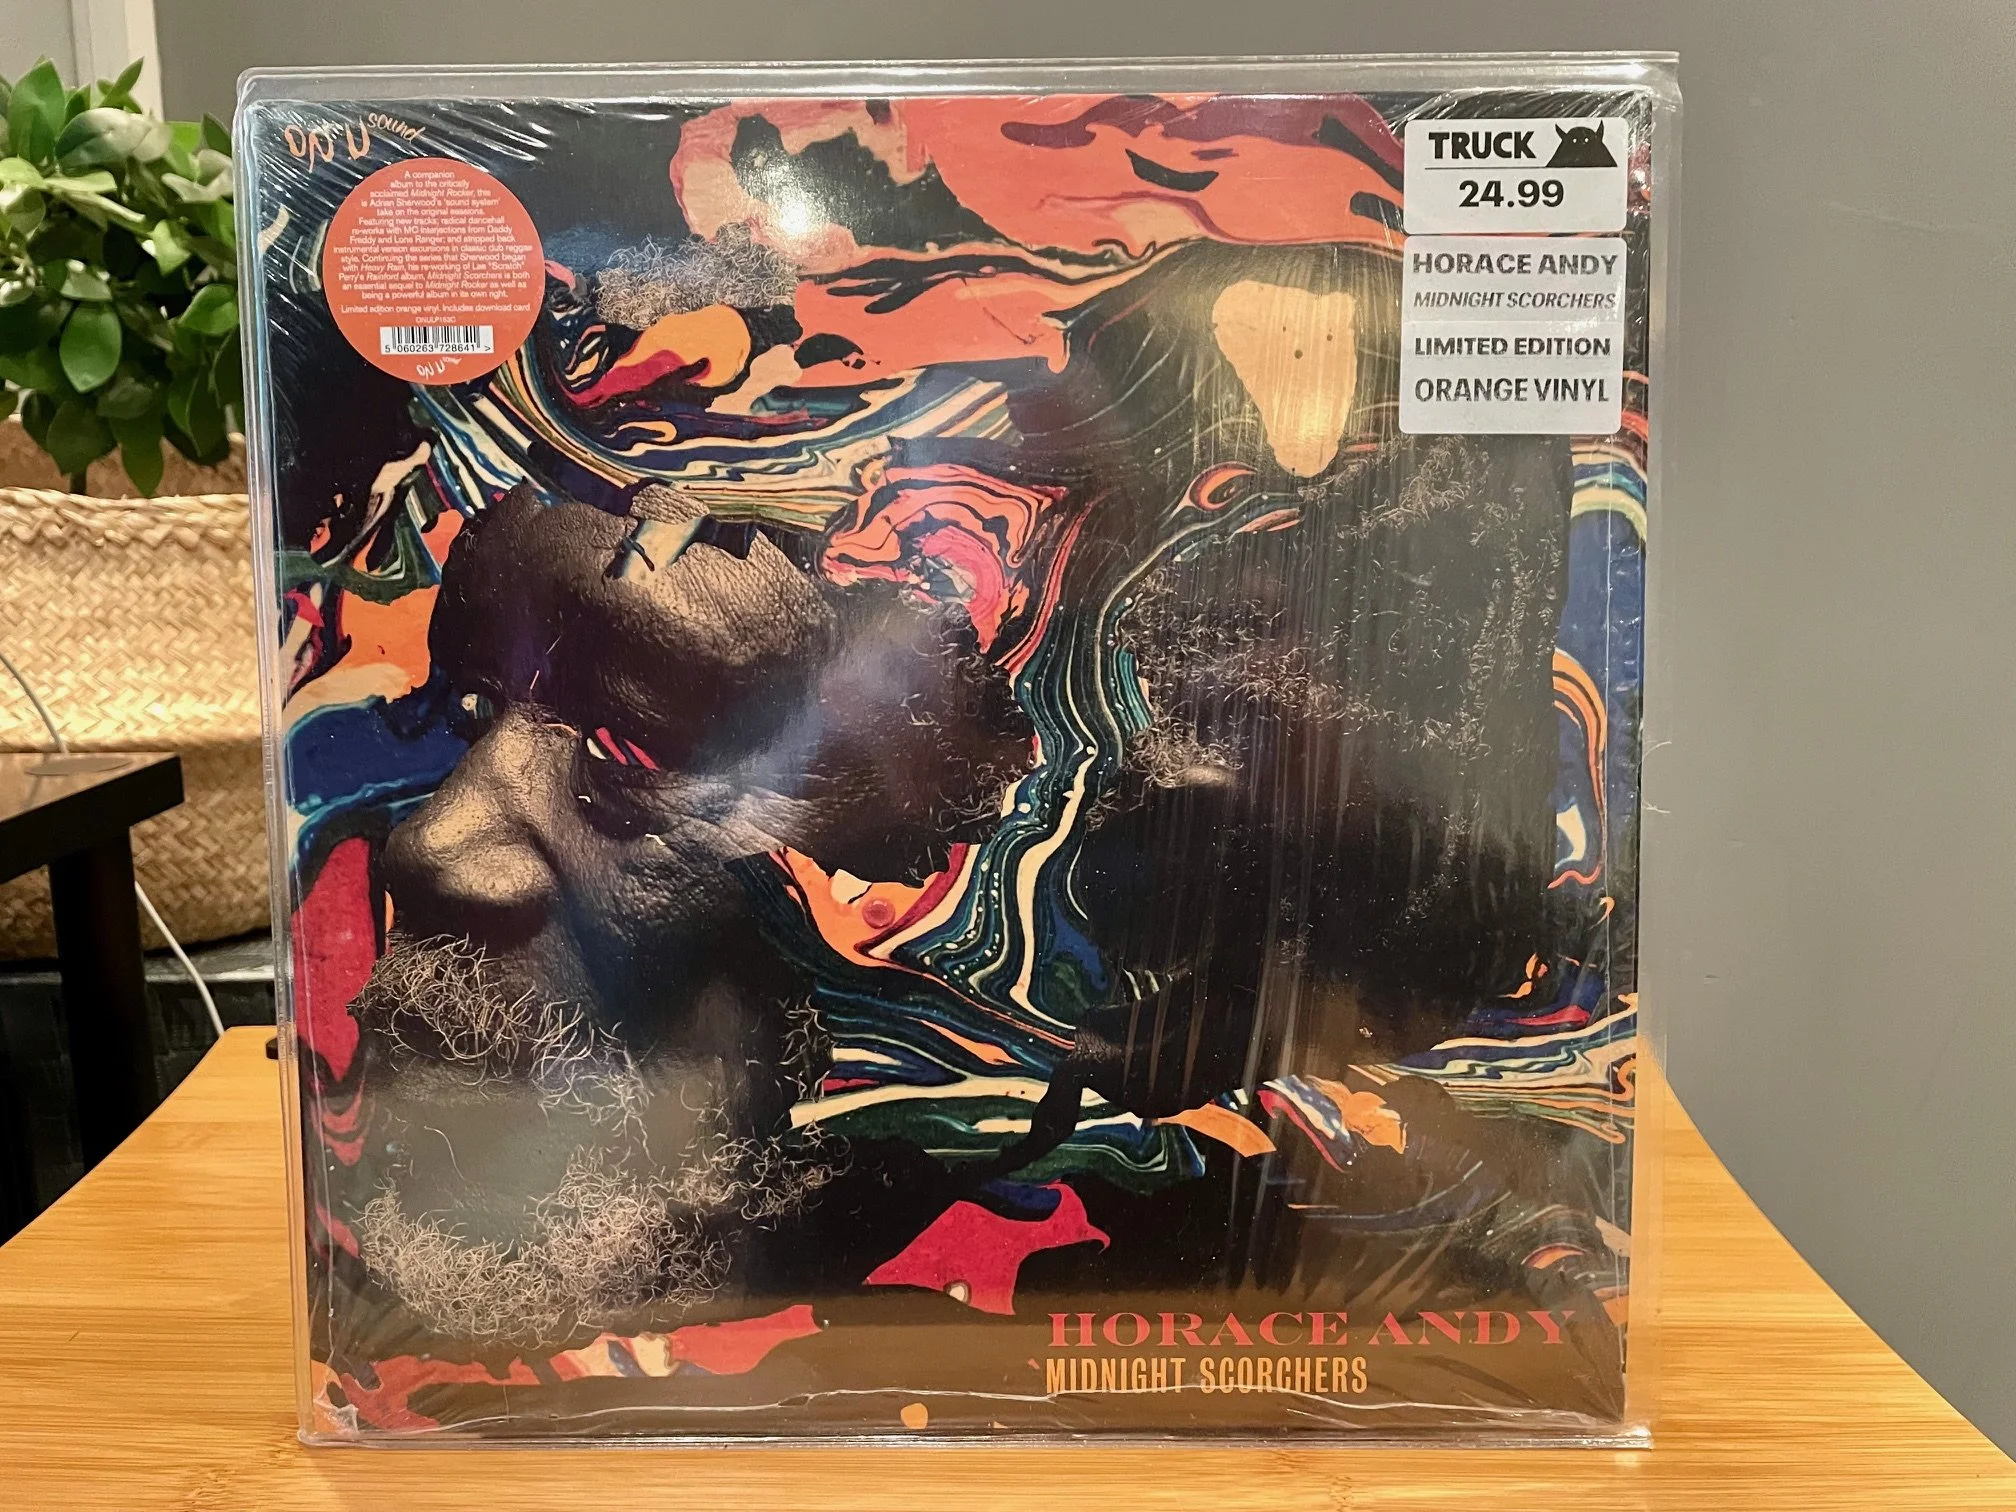 ON U sound
A companion
album to the critically
acclaimed Midnight Rocker, this
is Adrian Sherwood's 'sound system'
take on the original sessions.
Featuring new tracks; radical dancehall
re-works with MC interjections from Daddy
Freddy and Lone Ranger; and stripped back
instrumental version excursions in classic dub reggae
style. Continuing the series that Sherwood began
with Heavy Rain, his re-working of Lee "Scratch"
Perry's Rainford album, Midnight Scorchers is both
an essential sequel to Midnight Rocker as well as
being a powerful album in its own right.
Limited edition orange vinyl. Includes download card
ONULP153C
5 060263 728641 >
ON U sound
TRUCK
24.99
HORACE ANDY
MIDNIGHT SCORCHERS
LIMITED EDITION
ORANGE VINYL
HORACE ANDY
MIDNIGHT SCORCHERS